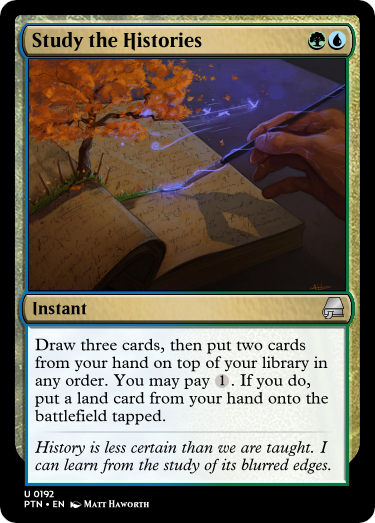 Study the Histories
Instant
Draw three cards, then put two cards
from your hand on top of your library in
any order. You may pay 1. If you do,
put a land card from your hand onto the
battlefield tapped.
History is less certain than we are taught. I
can learn from the study of its blurred edges.
U 0192
PTN • EN Matt Haworth